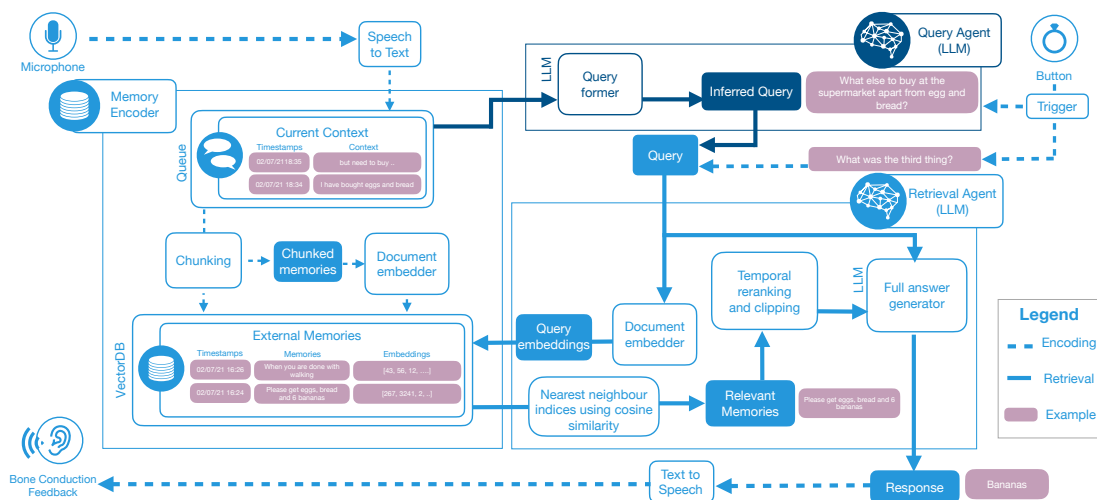 Microphone
Speech
to Text
Memory
Encoder
Queue
Current Context
Timestamps
Context
02/07/21 18:35
but need to buy ..
02/07/21 18:34
I have bought eggs and bread
Chunking
Chunked
memories
Document
embedder
VectorDB
External Memories
Timestamps
Memories
Embeddings
02/07/21 16:26
When you are done with
walking
[43, 56, 12, .....]
02/07/21 16:24
Please get eggs, bread
and 6 bananas
[267, 3241, 2, ..]
LLM
Query
former
Inferred Query
Query Agent
(LLM)
What else to buy at the
supermarket apart from egg and
bread?
Button
Trigger
Query
What was the third thing?
Retrieval Agent
(LLM)
Temporal
reranking
and clipping
LLM
Full answer
generator
Query
embeddings
Document
embedder
Nearest neighbour
indices using cosine
similarity
Relevant
Memories
Please get eggs, bread and 6
bananas
Legend
Encoding
Retrieval
Example
Bone Conduction
Feedback
Text to
Speech
Response
Bananas